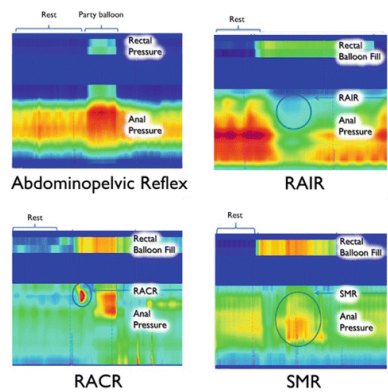 Rest
Party balloon
Rectal
Pressure
Anal
Pressure
Abdominopelvic Reflex
Rest
Rectal
Balloon Fill
RAIR
Anal
Pressure
RAIR
Rest
Rectal
Balloon Fill
RACR
Anal
Pressure
RACR
Rest
Rectal
Balloon Fill
SMR
Anal
Pressure
SMR